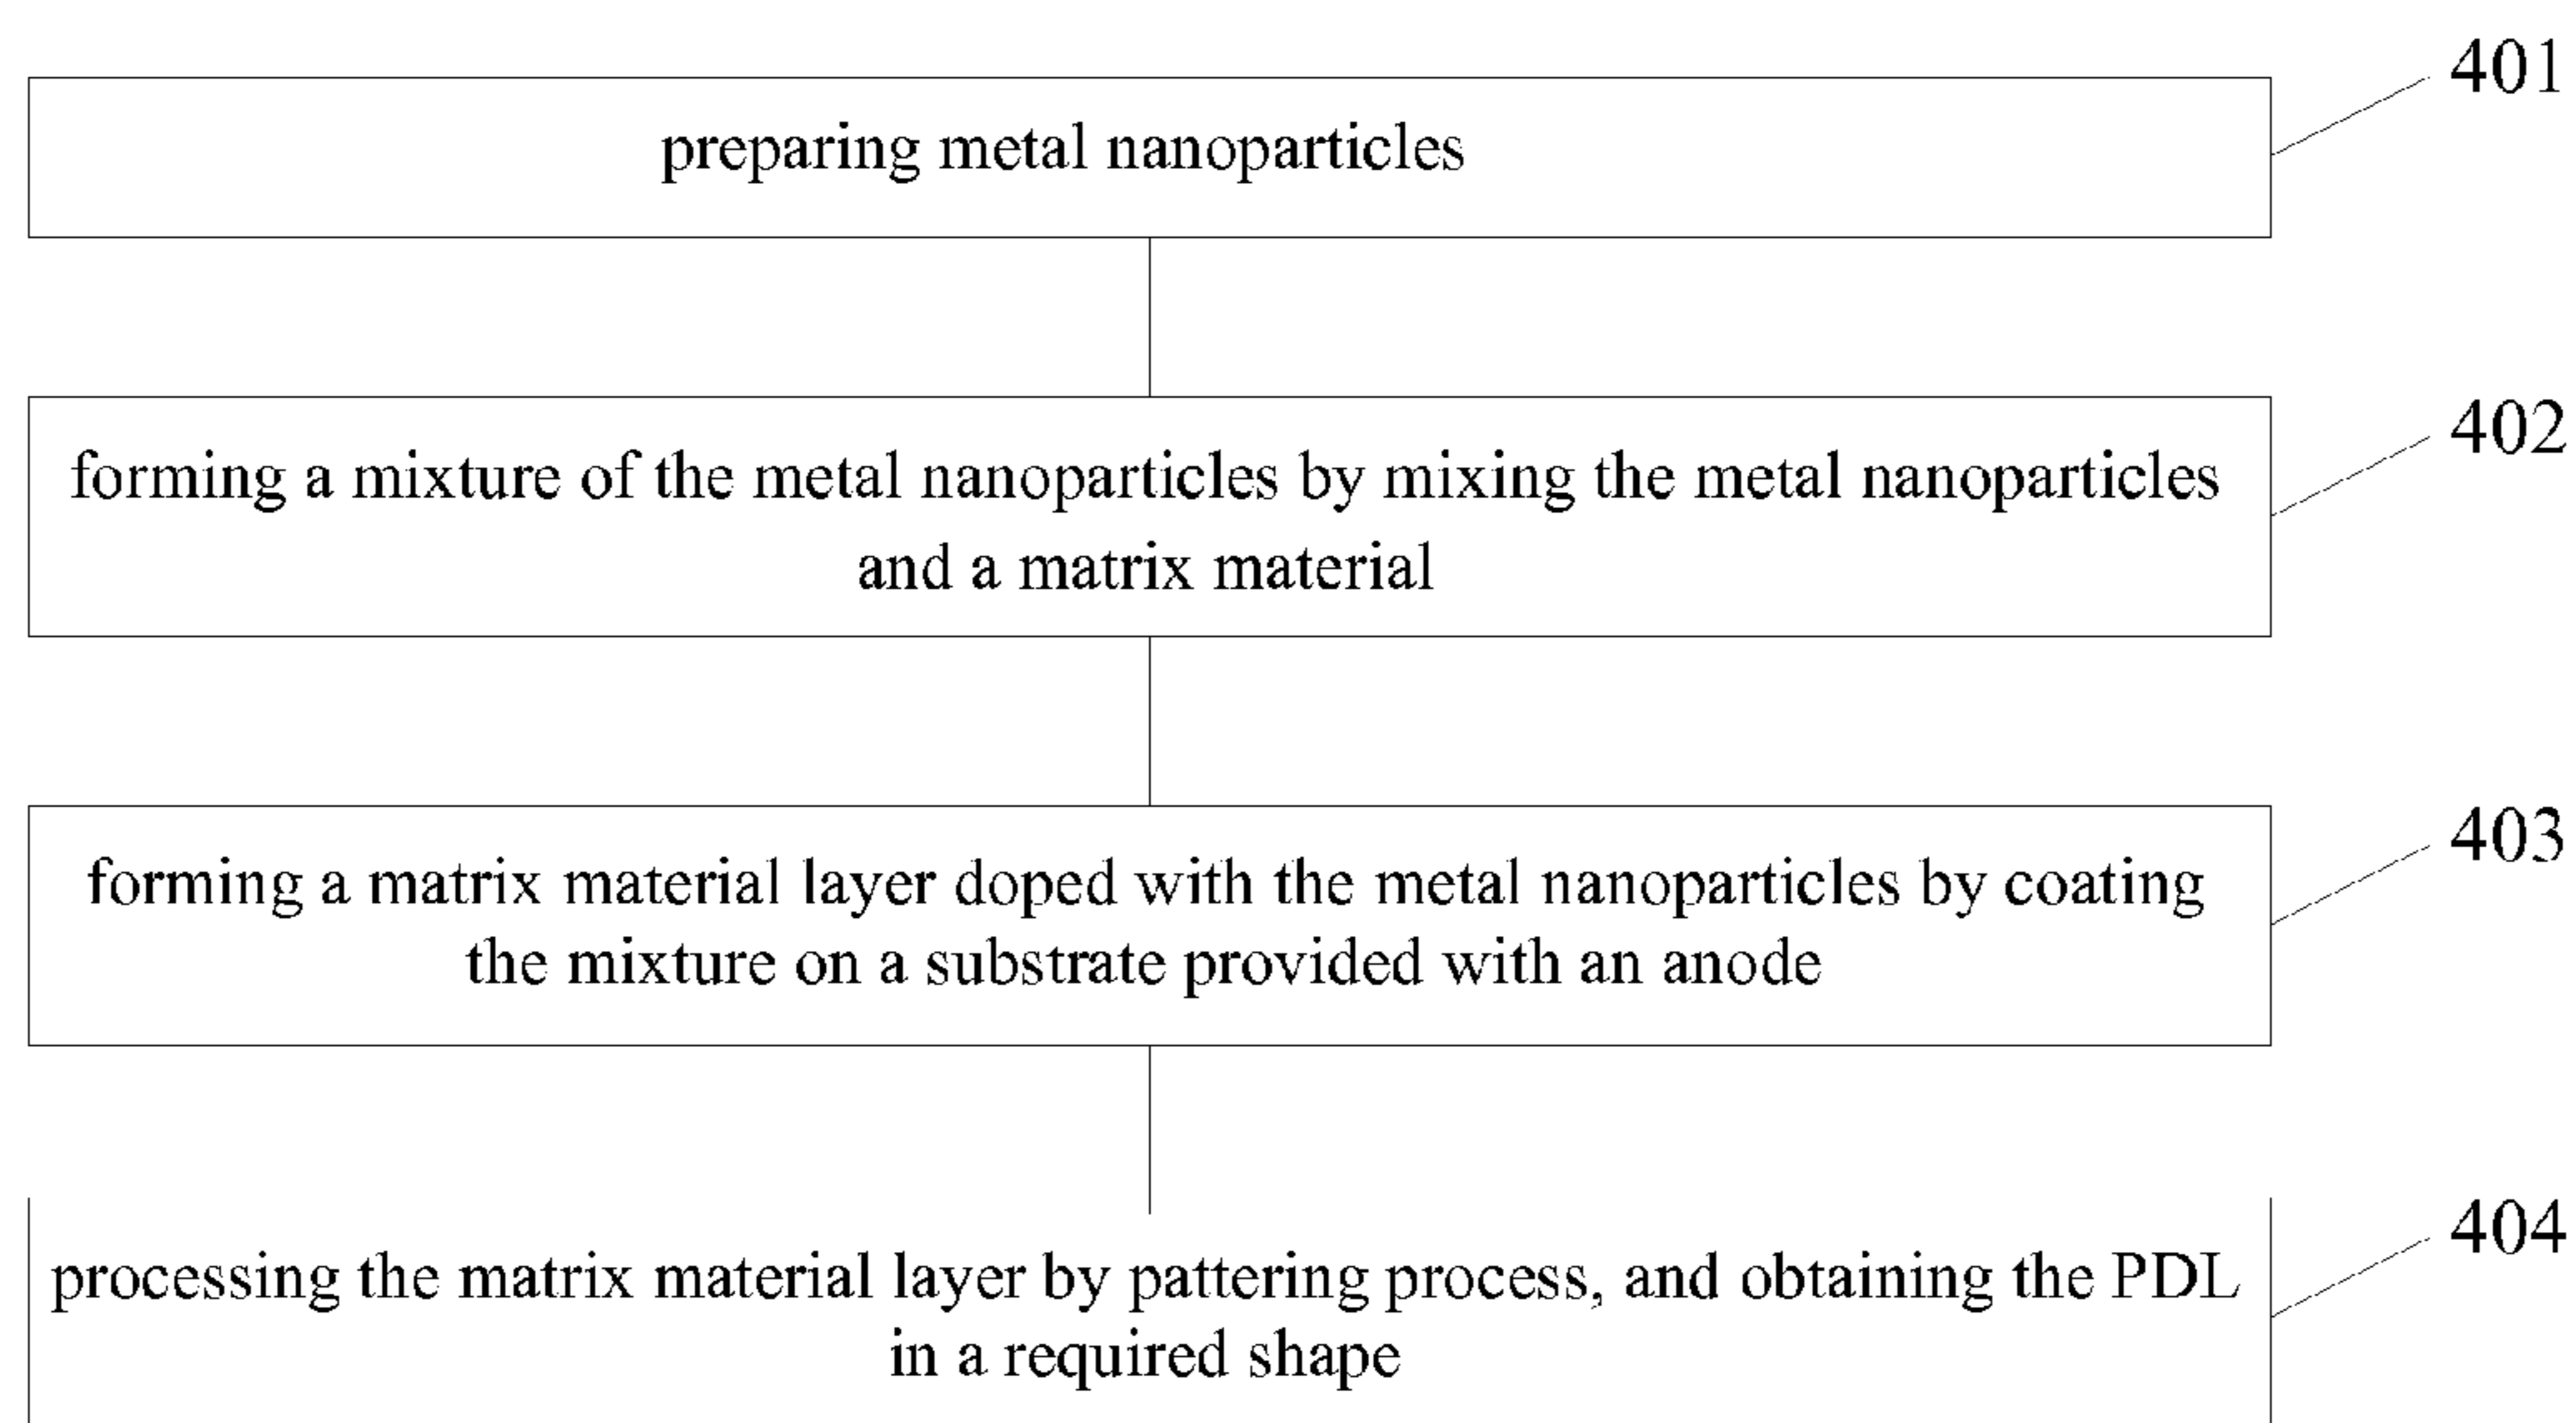 401
preparing metal nanoparticles
402
forming a mixture of the metal nanoparticles by mixing the metal nanoparticles
and a matrix material
403
forming a matrix material layer doped with the metal nanoparticles by coating
the mixture on a substrate provided with an anode
404
processing the matrix material layer by pattering process, and obtaining the PDL
in a required shape